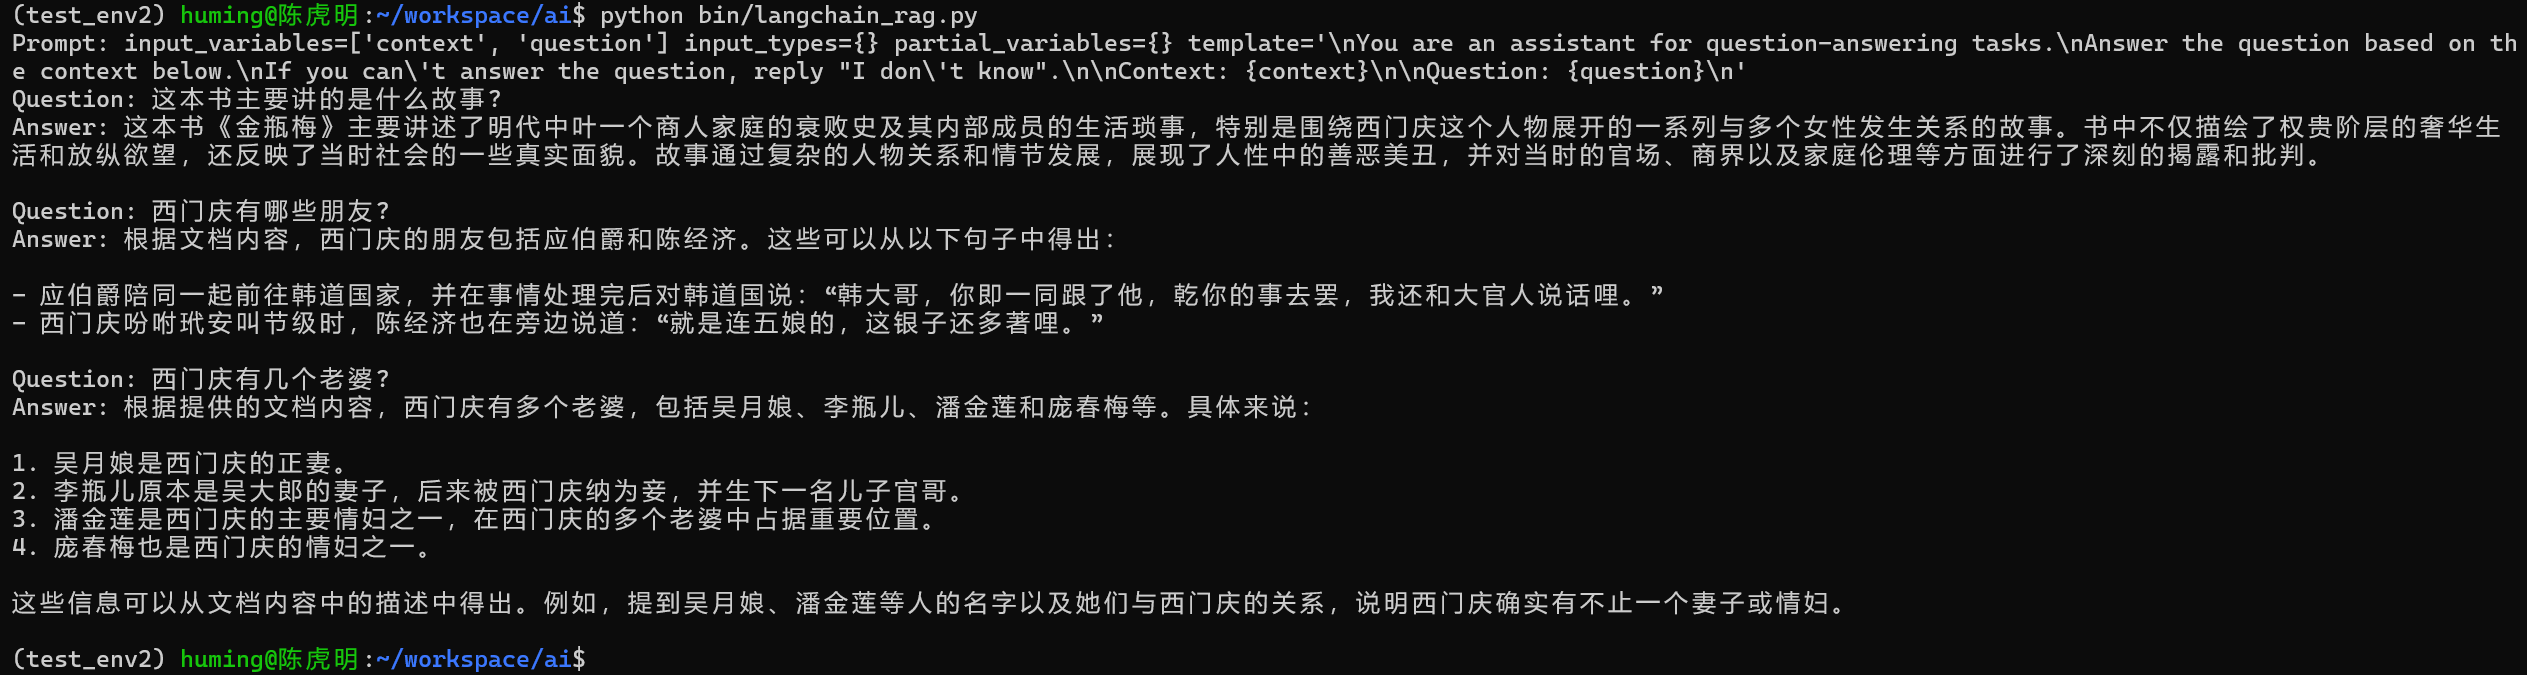 (test_env2) huming@陈虎明:~/workspace/ai$ python bin/langchain_rag.py
Prompt: input_variables=['context', 'question'] input_types={} partial_variables={} template='\nYou are an assistant for question-answering tasks.\nAnswer the question based on th
e context below.\nIf you can\'t answer the question, reply "I don\'t know".\n\nContext: {context}\n\nQuestion: {question}\n'
Question: 这本书主要讲的是什么故事?
Answer: 这本书《金瓶梅》主要讲述了明代中叶一个商人家庭的衰败史及其内部成员的生活琐事，特别是围绕西门庆这个人物展开的一系列与多个女性发生关系的故事。书中不仅描绘了权贵阶层的奢华生
活和放纵欲望，还反映了当时社会的一些真实面貌。故事通过复杂的人物关系和情节发展，展现了人性中的善恶美丑，并对当时的官场、商界以及家庭伦理等方面进行了深刻的揭露和批判。
Question: 西门庆有哪些朋友?
Answer: 根据文档内容，西门庆的朋友包括应伯爵和陈经济。这些可以从以下句子中得出：
- 应伯爵陪同一起前往韩道国家，并在事情处理完后对韩道国说：“韩大哥，你即一同跟了他，乾你的事去罢，我还和大官人说话哩。”
- 西门庆吩咐玳安叫节级时，陈经济也在旁边说道：“就是连五娘的，这银子还多著哩。”
Question: 西门庆有几个老婆?
Answer: 根据提供的文档内容，西门庆有多个老婆，包括吴月娘、李瓶儿、潘金莲和庞春梅等。具体来说：
1. 吴月娘是西门庆的正妻。
2. 李瓶儿原本是吴大郎的妻子，后来被西门庆纳为妾，并生下一名儿子官哥。
3. 潘金莲是西门庆的主要情妇之一，在西门庆的多个老婆中占据重要位置。
4. 庞春梅也是西门庆的情妇之一。
这些信息可以从文档内容中的描述中得出。例如，提到吴月娘、潘金莲等人的名字以及她们与西门庆的关系，说明西门庆确实有不止一个妻子或情妇。
(test_env2) huming@陈虎明:~/workspace/ai$